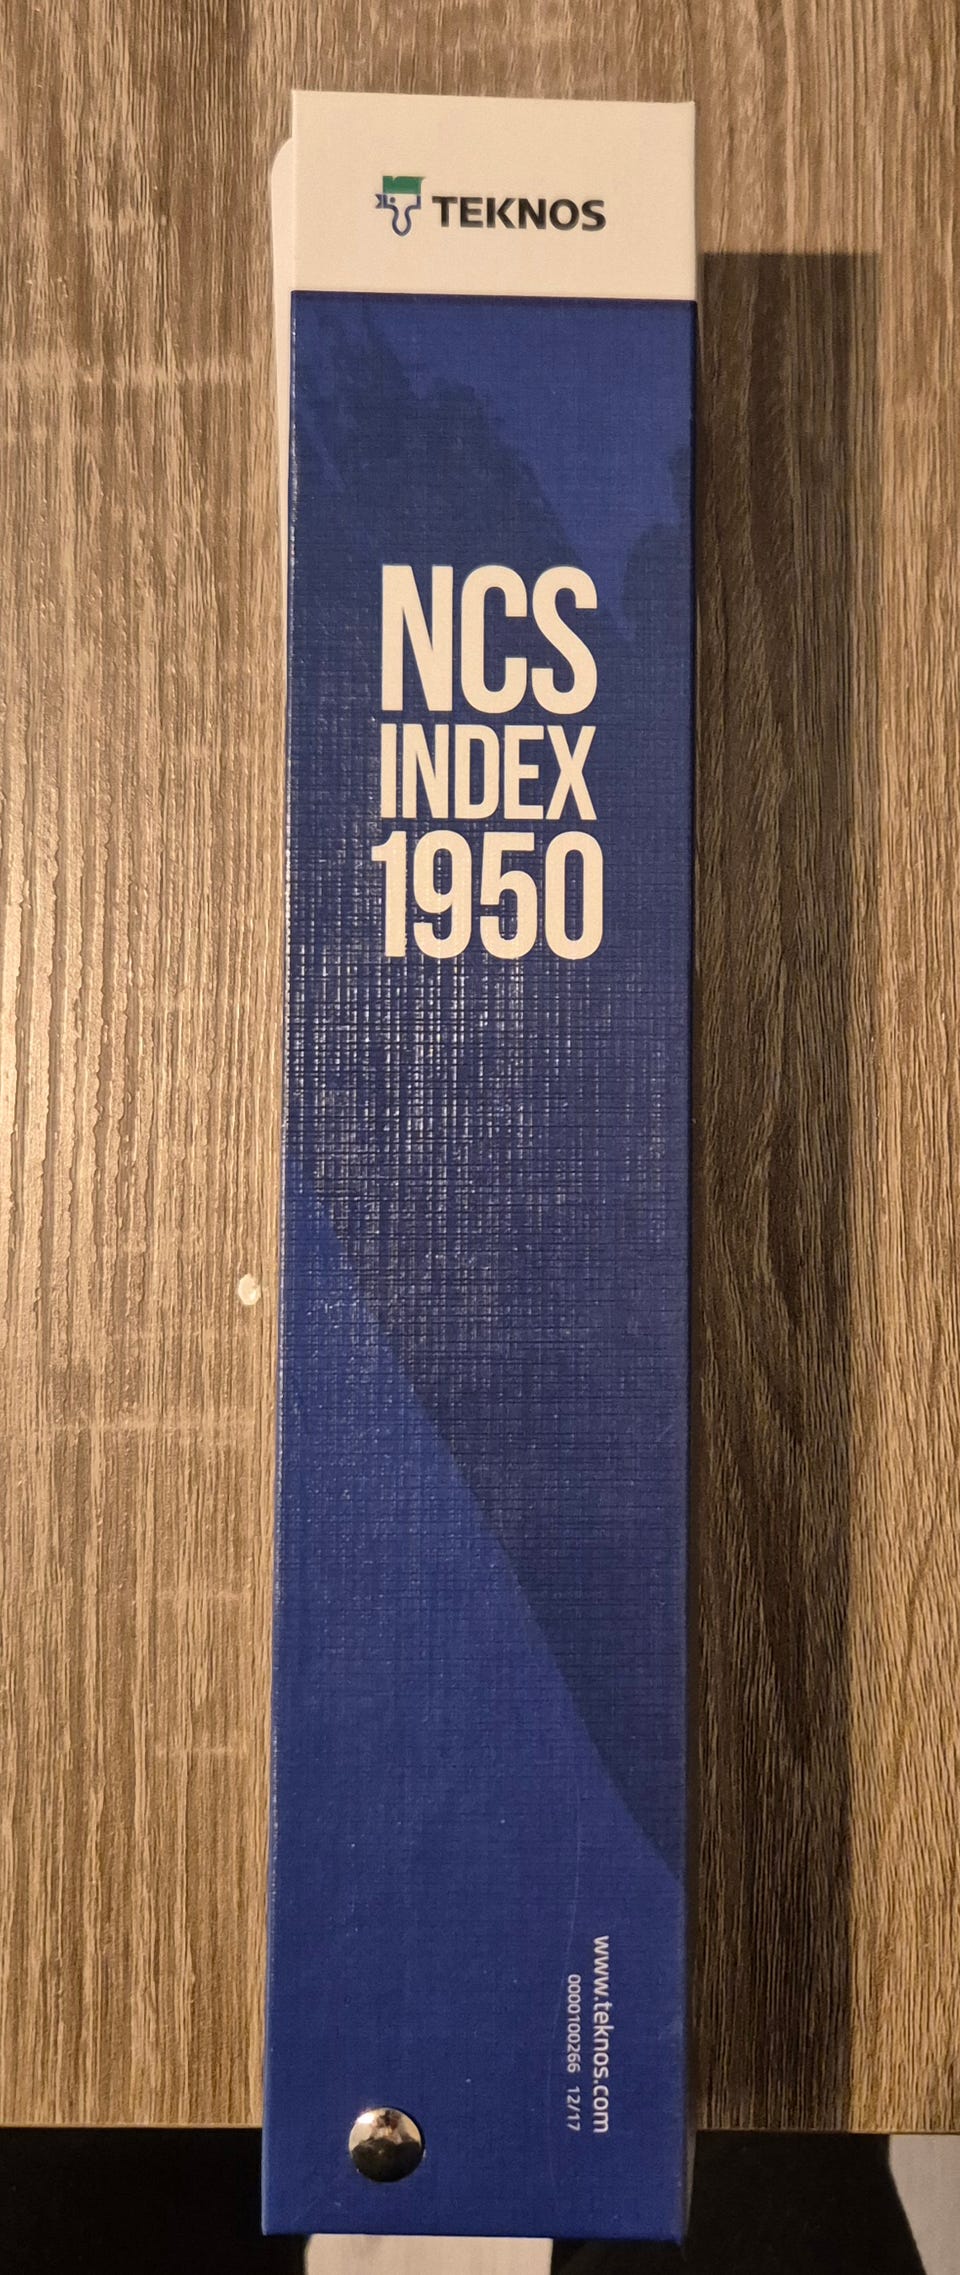 TEKNOS
NCS
INDEX
1950
www.teknos.com
0000100266 12/17